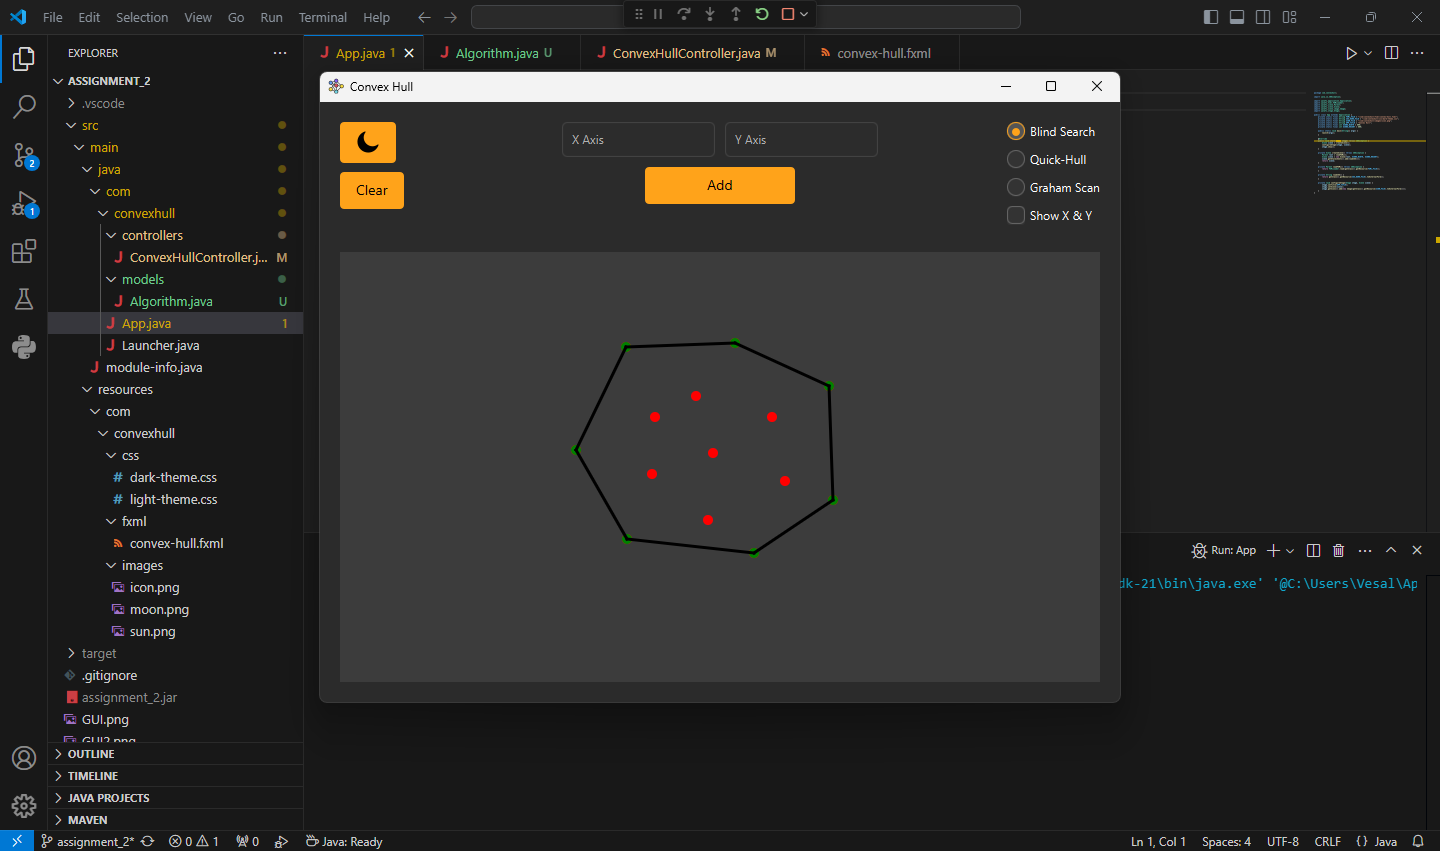 File Edit Selection View Go Run Terminal Help
EXPLORER
App.java 1
Algorithm.java U
ConvexHullController.java M
convex-hull.fxml
ASSIGNMENT_2
.vscode
src
main
java
com
convexhull
controllers
ConvexHullController.j... M
models
Algorithm.java U
App.java 1
Launcher.java
module-info.java
resources
com
convexhull
css
# dark-theme.css
# light-theme.css
fxml
convex-hull.fxml
images
icon.png
moon.png
sun.png
target
.gitignore
assignment_2.jar
GUI.png
GUI2.png
OUTLINE
TIMELINE
JAVA PROJECTS
MAVEN
2
1
Convex Hull
X Axis
Y Axis
Add
Clear
Blind Search
Quick-Hull
Graham Scan
Show X & Y
Run: App
dk-21\bin\java.exe' '@C:\Users\Vesal\Ap
assignment_2* 0 1 0 Java: Ready
Ln 1, Col 1 Spaces: 4 UTF-8 CRLF {} Java